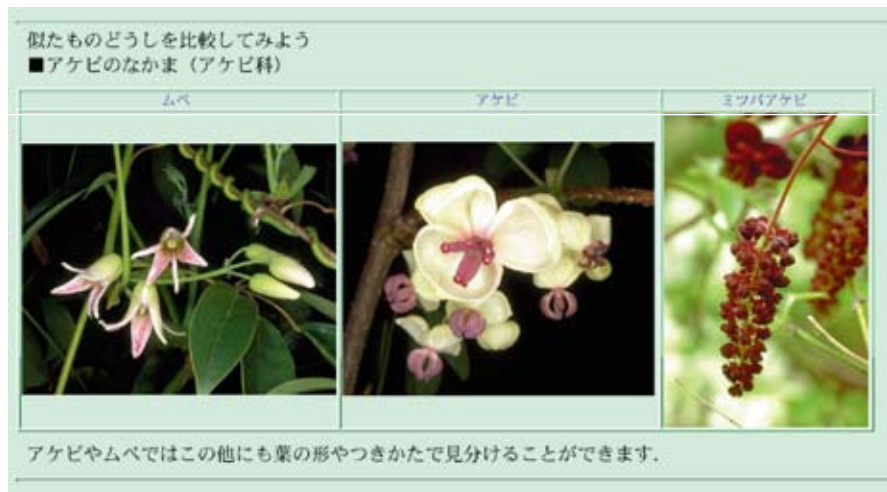 似たものどうしを比較してみよう
■アケビのなかま（アケビ科）
ムベ
アケビ
ミツバアケビ
アケビやムベではこの他にも葉の形やつきかたで見分けることができます.